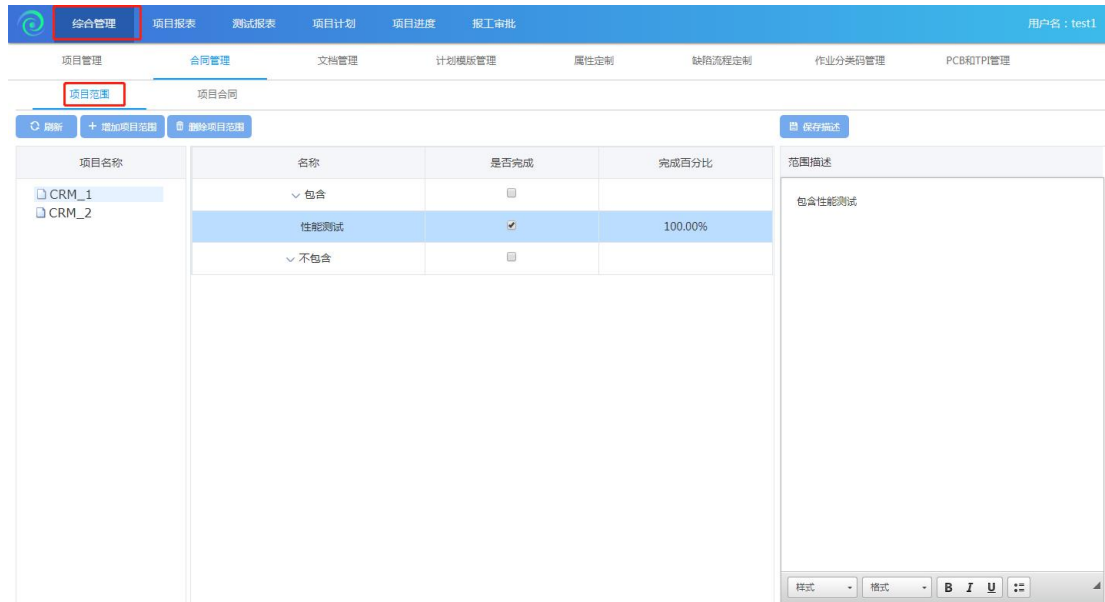 综合管理 项目报表 测试报表 项目计划 项目进度 报工审批 用户名：test1
项目管理 合同管理 文档管理 计划模版管理 属性定制 缺陷流程定制 作业分类码管理 PCB和TPI管理
项目范围 项目合同
刷新 + 增加项目范围 删除项目范围 保存描述
项目名称 名称 是否完成 完成百分比 范围描述
CRM_1 包含 包含性能测试
CRM_2
性能测试 100.00%
不包含
样式 格式 B I U